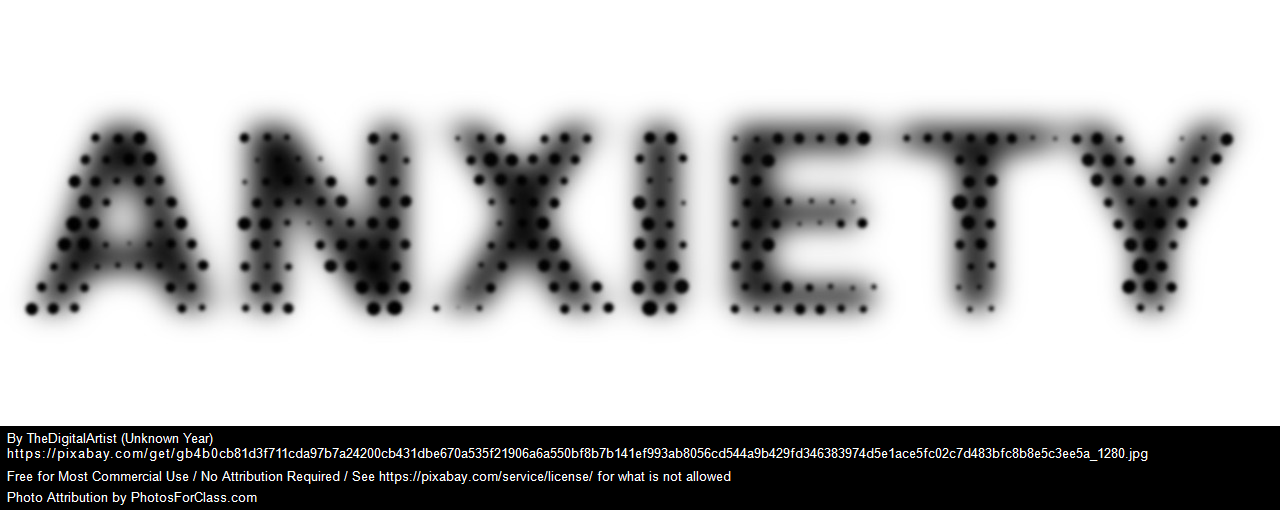 ANXIETY
By TheDigitalArtist (Unknown Year)
https://pixabay.com/get/gb4b0cb81d3f711cda97b7a24200cb431dbe670a535f21906a6a550bf8b7b141ef993ab8056cd544a9b429fd346383974d5e1ace5fc02c7d483bfc8b8e5c3ee5a_1280.jpg
Free for Most Commercial Use / No Attribution Required / See https://pixabay.com/service/license/ for what is not allowed
Photo Attribution by PhotosForClass.com